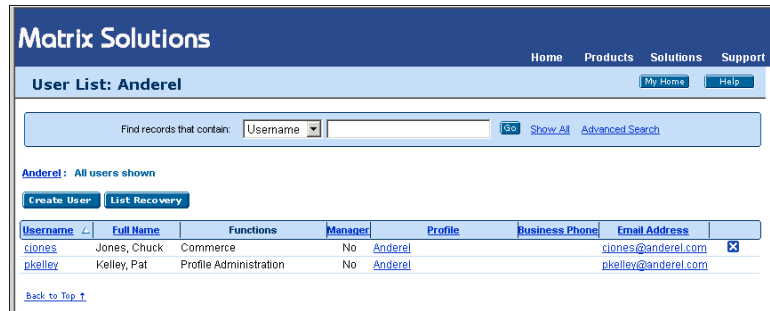 Matrix Solutions
Home Products Solutions Support
User List: Anderel
My Home Help
Find records that contain: Username Go Show All Advanced Search
Anderel: All users shown
Create User List Recovery
Username Full Name Functions Manager Profile Business Phone Email Address
cjones Jones, Chuck Commerce No Anderel cjones@anderel.com
pkelley Kelley, Pat Profile Administration No Anderel pkelley@anderel.com
Back to Top ↑